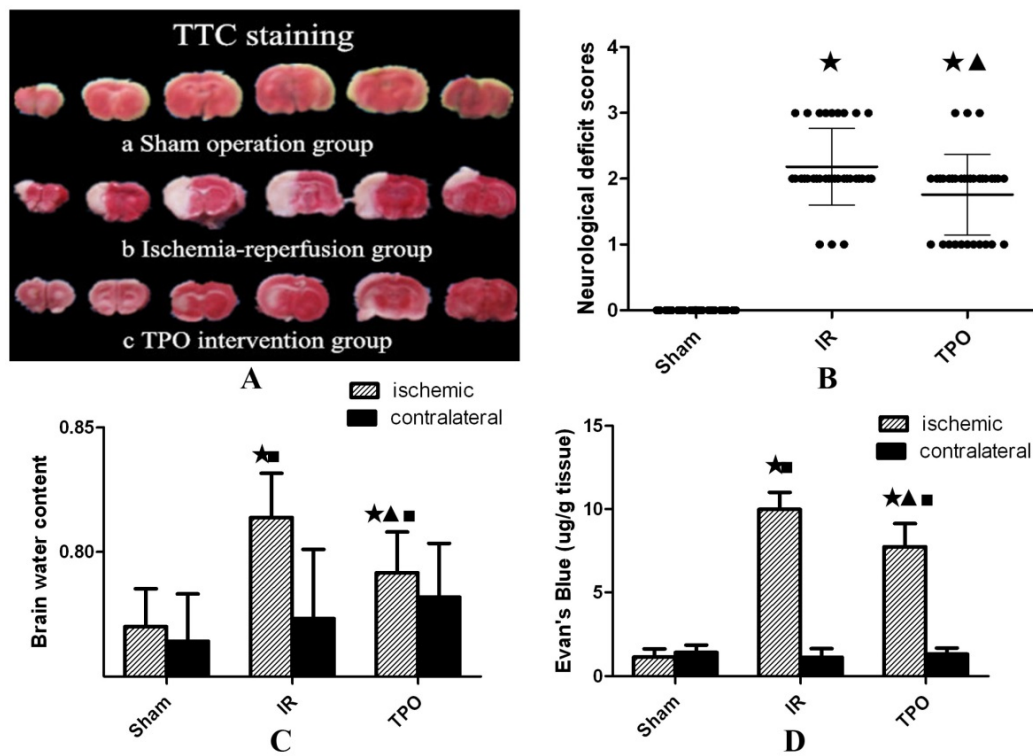 TTC staining
a Sham operation group
b Ischemia-reperfusion group
c TPO intervention group
A
Neurological deficit scores
4
3
2
1
0
★
★ ▲
Sham
IR
TPO
B
ischemic
contralateral
Brain water content
0.85
0.80
★■
★▲■
Sham
IR
TPO
C
ischemic
contralateral
Evan's Blue (ug/g tissue)
15
10
5
0
★■
★▲■
Sham
IR
TPO
D